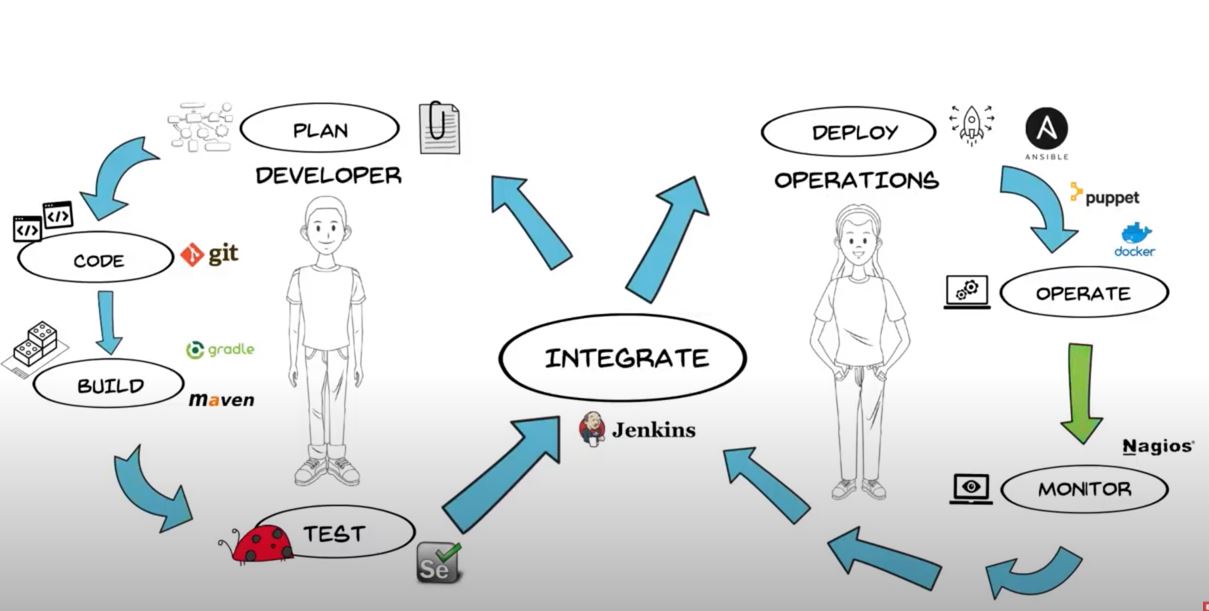 PLAN
DEVELOPER
</>
</>
CODE
git
gradle
BUILD
maven
TEST
Se
INTEGRATE
Jenkins
DEPLOY
A
ANSIBLE
OPERATIONS
puppet
docker
OPERATE
Nagios®
MONITOR